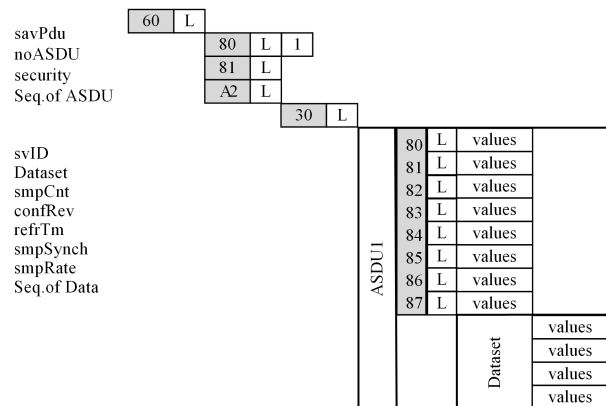 savPdu 60 L
noASDU 80 L 1
security 81 L
Seq.of ASDU A2 L
30 L
ASDU1
svID 80 L values
Dataset 81 L values
smpCnt 82 L values
confRev 83 L values
refrTm 84 L values
smpSynch 85 L values
smpRate 86 L values
Seq.of Data 87 L values
Dataset
values
values
values
values